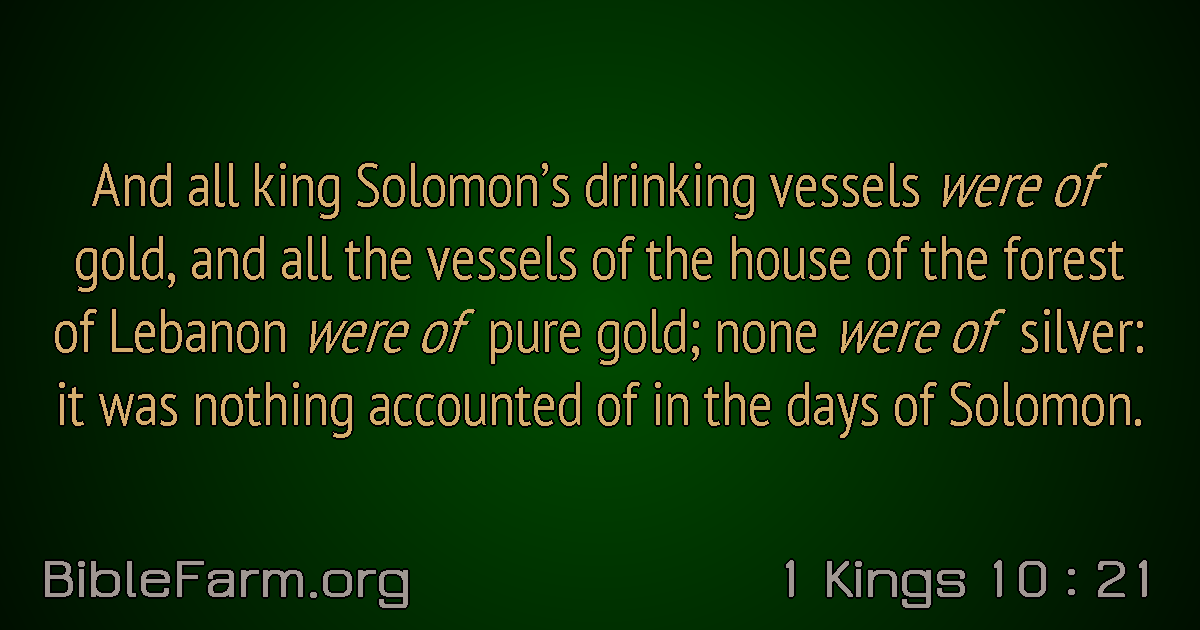 And all king Solomon’s drinking vessels were of
gold, and all the vessels of the house of the forest
of Lebanon were of pure gold; none were of silver:
it was nothing accounted of in the days of Solomon.
BibleFarm.org
1 Kings 10 : 21